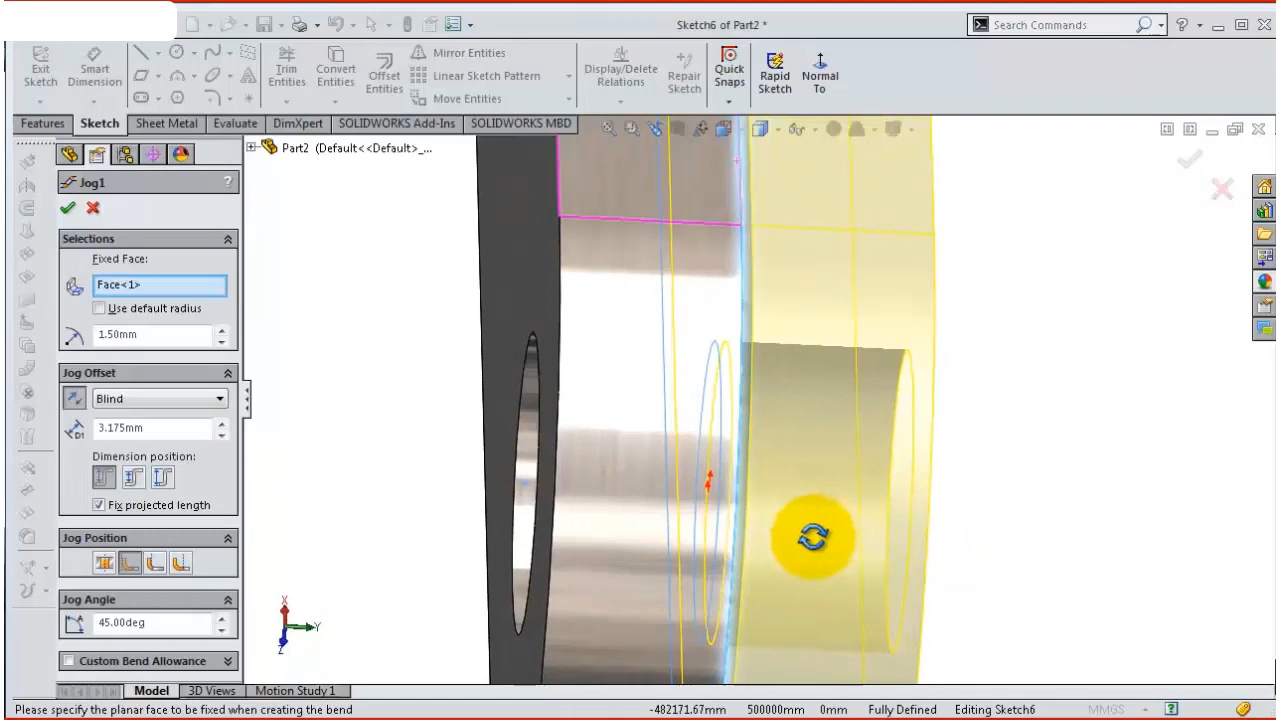 Sketch6 of Part2 *
Search Commands
?
Exit Sketch
Smart Dimension
Trim Entities
Convert Entities
Offset Entities
Mirror Entities
Linear Sketch Pattern
Move Entities
Display/Delete Relations
Repair Sketch
Quick Snaps
Rapid Sketch
Normal To
Features
Sketch
Sheet Metal
Evaluate
DimXpert
SOLIDWORKS Add-Ins
SOLIDWORKS MBD
Part2 (Default<<Default>_...
Jog1
?
Selections
Fixed Face:
Face<1>
Use default radius
1.50mm
Jog Offset
Blind
3.175mm
Dimension position:
Fix projected length
Jog Position
Jog Angle
45.00deg
Custom Bend Allowance
X
Y
Z
Model
3D Views
Motion Study 1
Please specify the planar face to be fixed when creating the bend
-482171.67mm
500000mm
0mm
Fully Defined
Editing Sketch6
MMGS
?